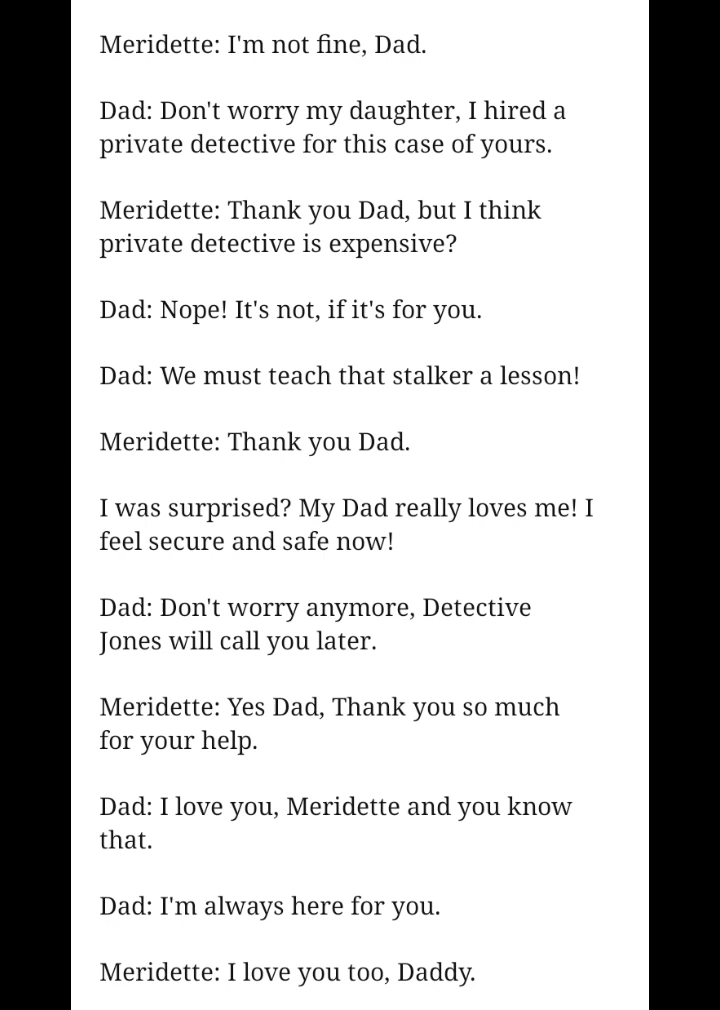 Meridette: I'm not fine, Dad.
Dad: Don't worry my daughter, I hired a
private detective for this case of yours.
Meridette: Thank you Dad, but I think
private detective is expensive?
Dad: Nope! It's not, if it's for you.
Dad: We must teach that stalker a lesson!
Meridette: Thank you Dad.
I was surprised? My Dad really loves me! I
feel secure and safe now!
Dad: Don't worry anymore, Detective
Jones will call you later.
Meridette: Yes Dad, Thank you so much
for your help.
Dad: I love you, Meridette and you know
that.
Dad: I'm always here for you.
Meridette: I love you too, Daddy.